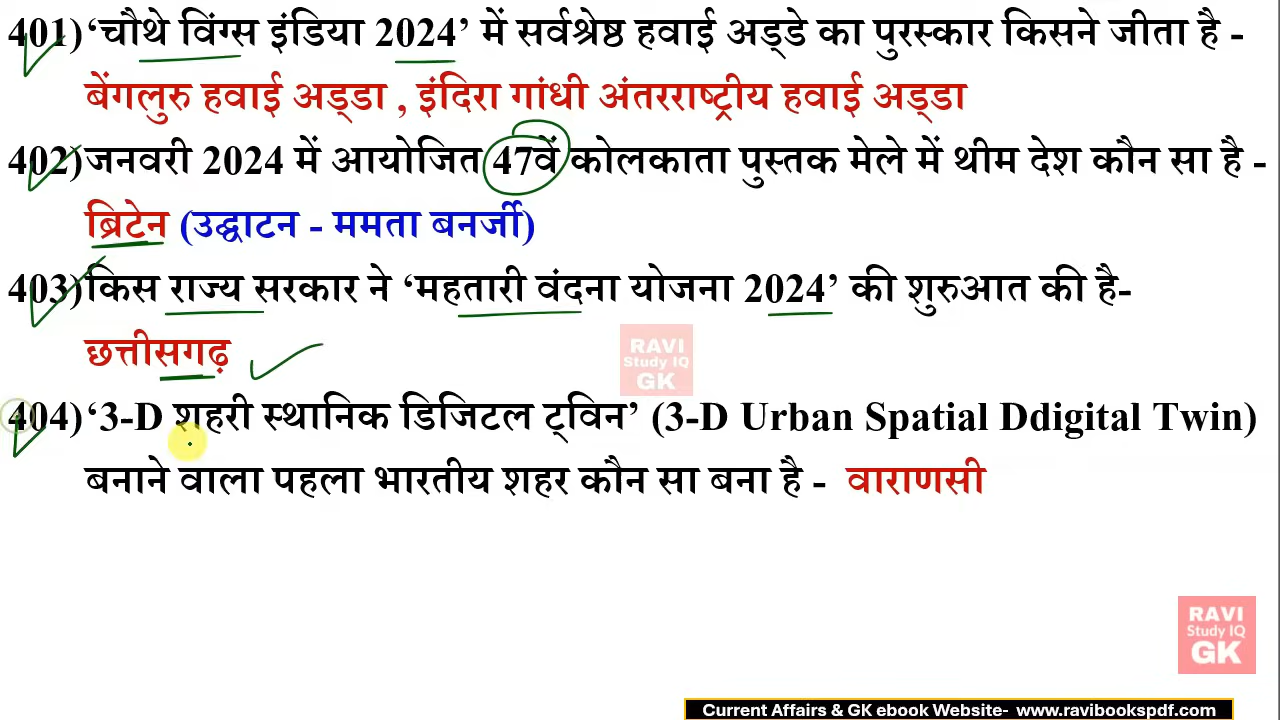 401) ‘चौथे विंग्स इंडिया 2024’ में सर्वश्रेष्ठ हवाई अड्डे का पुरस्कार किसने जीता है -
बेंगलुरु हवाई अड्डा , इंदिरा गांधी अंतरराष्ट्रीय हवाई अड्डा
402) जनवरी 2024 में आयोजित 47वें कोलकाता पुस्तक मेले में थीम देश कौन सा है -
ब्रिटेन (उद्घाटन - ममता बनर्जी)
403) किस राज्य सरकार ने ‘महतारी वंदना योजना 2024’ की शुरुआत की है-
छत्तीसगढ़
RAVI
Study IQ
GK
404) ‘3-D शहरी स्थानिक डिजिटल ट्विन’ (3-D Urban Spatial Ddigital Twin)
बनाने वाला पहला भारतीय शहर कौन सा बना है - वाराणसी
RAVI
Study IQ
GK
Current Affairs & GK ebook Website- www.ravibookspdf.com